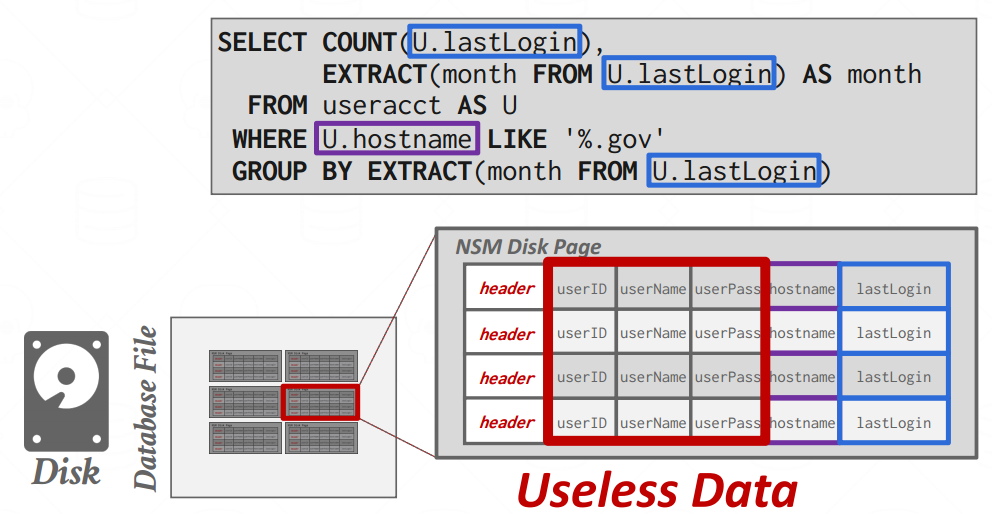 SELECT COUNT(U.lastLogin),
EXTRACT(month FROM U.lastLogin) AS month
FROM useracct AS U
WHERE U.hostname LIKE '%.gov'
GROUP BY EXTRACT(month FROM U.lastLogin)
NSM Disk Page
header userID userName userPass hostname lastLogin
header userID userName userPass hostname lastLogin
header userID userName userPass hostname lastLogin
header userID userName userPass hostname lastLogin
Disk
Database File
Useless Data